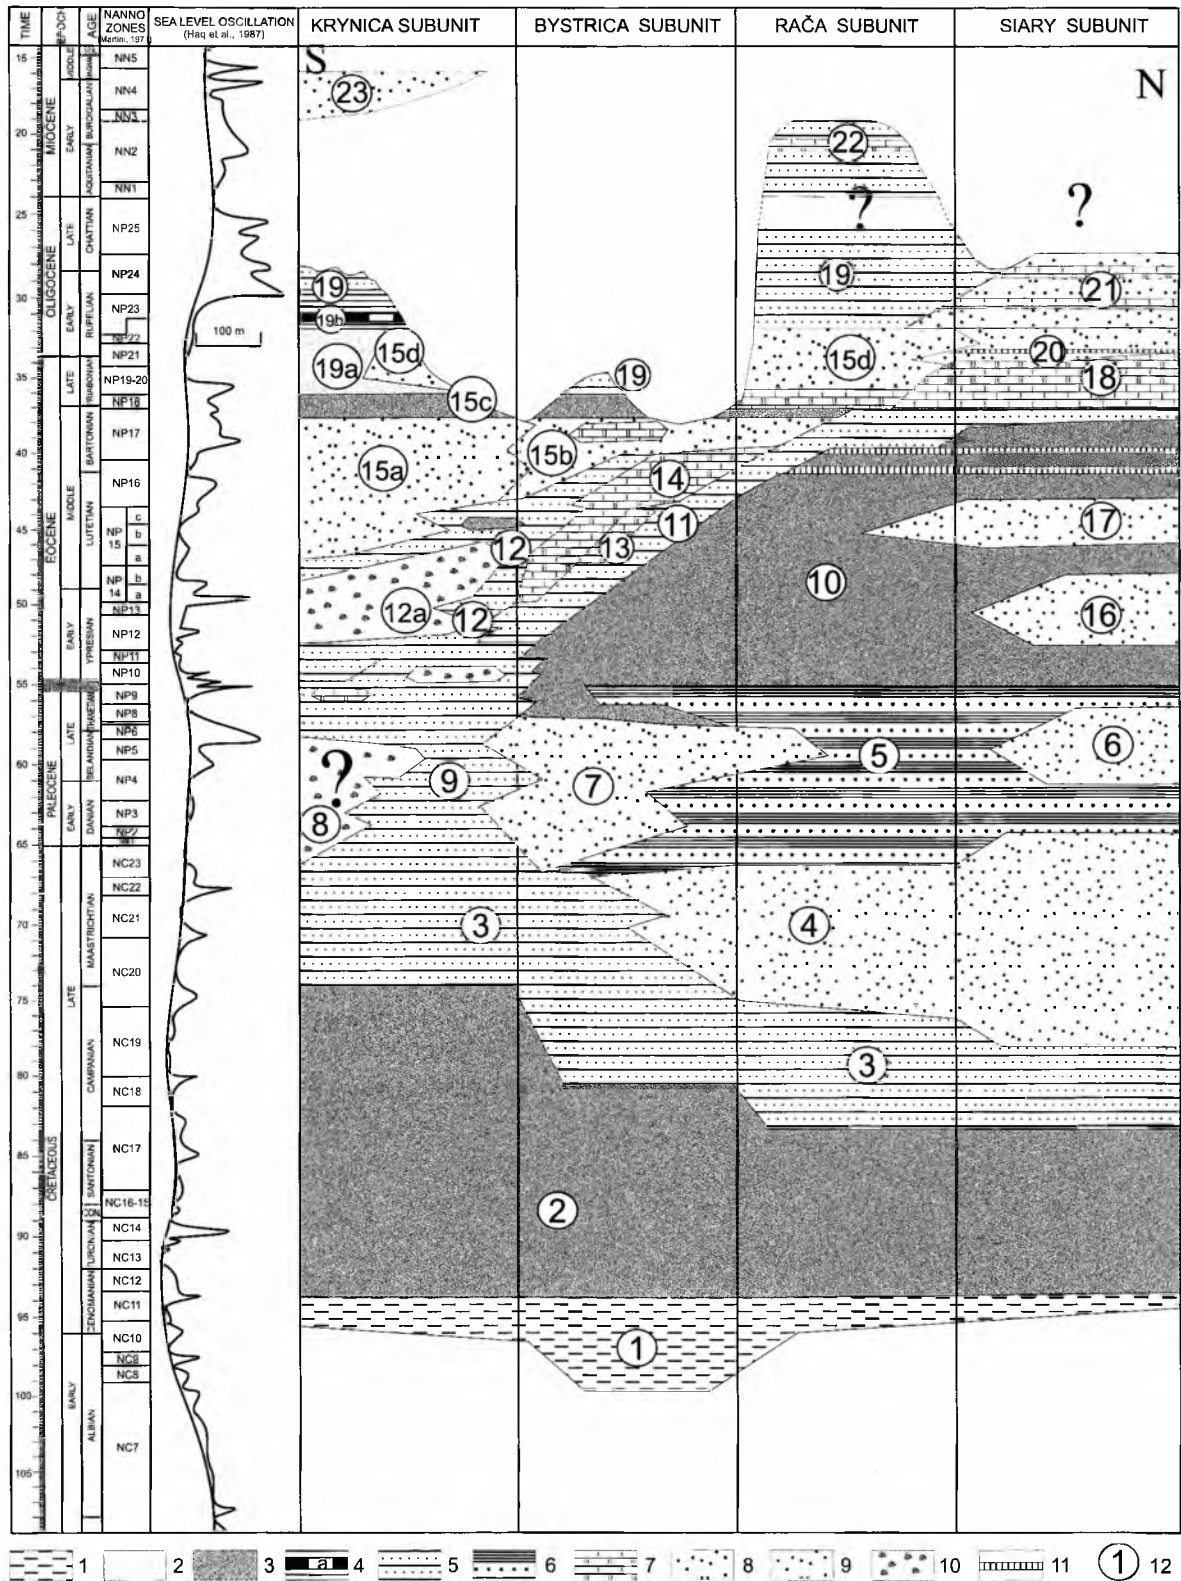 TIME
EPOCH
AGE
NANNO ZONES
(Martini, 197
SEA LEVEL OSCILLATION
(Haq et al., 1987)
KRYNICA SUBUNIT
BYSTRICA SUBUNIT
RAČA SUBUNIT
SIARY SUBUNIT
S
N
15
20
25
30
35
40
45
50
55
60
65
70
75
80
85
90
95
100
105
MIOCENE
OLIGOCENE
EOCENE
PALEOCENE
CRETACEOUS
MIDDLE
EARLY
LATE
EARLY
LATE
MIDDLE
EARLY
LATE
EARLY
LATE
EARLY
BURDIGALIAN
AQUITANIAN
CHATTIAN
RUPELIAN
PRIABONIAN
BARTONIAN
LUTETIAN
YPRESIAN
THANETIAN
SELANDIAN
DANIAN
MAASTRICHTIAN
CAMPANIAN
SANTONIAN
CON.
TURONIAN
CENOMANIAN
ALBIAN
NN5
NN4
NN3
NN2
NN1
NP25
NP24
NP23
NP22
NP21
NP19-20
NP18
NP17
NP16
NP 15
c
b
a
NP 14
b
a
NP13
NP12
NP11
NP10
NP9
NP8
NP6
NP5
NP4
NP3
NP2
NC23
NC22
NC21
NC20
NC19
NC18
NC17
NC16-15
NC14
NC13
NC12
NC11
NC10
NC9
NC8
NC7
100 m
23
22
?
?
19
19b
19a
15d
15c
19
19
15d
21
20
18
15a
15b
14
11
12
13
12a
12
10
17
16
?
8
9
7
5
6
3
4
3
2
1
1
2
3
a
4
5
6
7
8
9
10
11
1
12